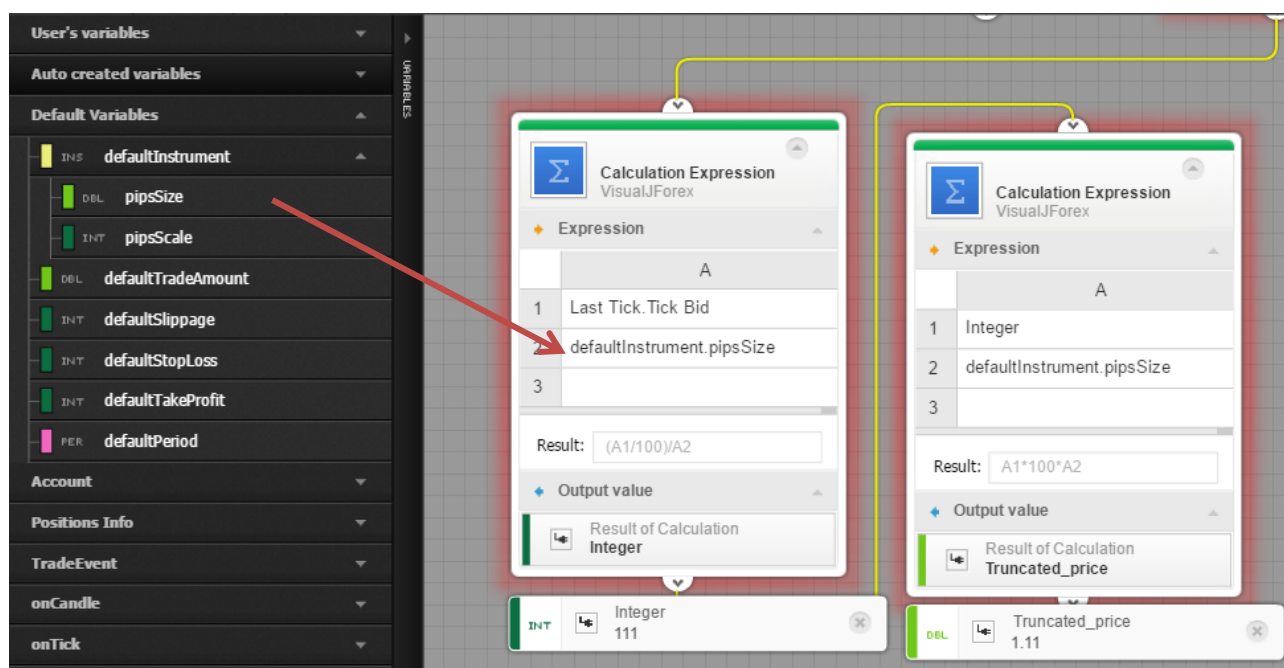 User's variables
Auto created variables
Default Variables
INS defaultInstrument
DBL pipsSize
INT pipsScale
DBL defaultTradeAmount
INT defaultSlippage
INT defaultStopLoss
INT defaultTakeProfit
PER defaultPeriod
Account
Positions Info
TradeEvent
onCandle
onTick
VARIABLES
Calculation Expression
VisualJForex
Expression
A
1 Last Tick.Tick Bid
2 defaultInstrument.pipsSize
3
Result: (A1/100)/A2
Output value
Result of Calculation
Integer
INT Integer
111
Calculation Expression
VisualJForex
Expression
A
1 Integer
2 defaultInstrument.pipsSize
3
Result: A1*100*A2
Output value
Result of Calculation
Truncated_price
DBL Truncated_price
1.11